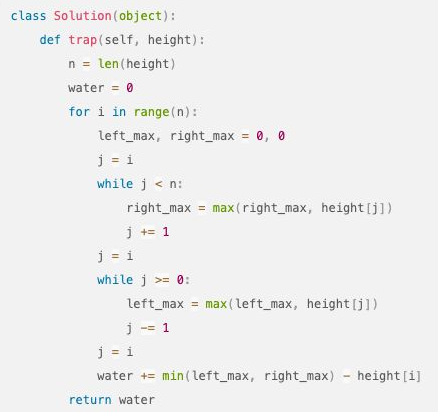 class Solution(object):
    def trap(self, height):
        n = len(height)
        water = 0
        for i in range(n):
            left_max, right_max = 0, 0
            j = i
            while j < n:
                right_max = max(right_max, height[j])
                j += 1
            j = i
            while j >= 0:
                left_max = max(left_max, height[j])
                j -= 1
            j = i
            water += min(left_max, right_max) - height[i]
        return water